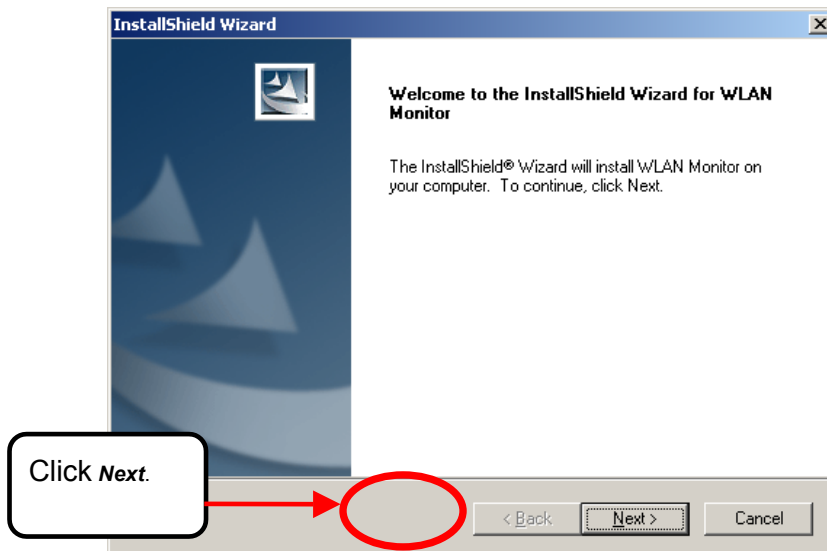 InstallShield Wizard
Welcome to the InstallShield Wizard for WLAN
Monitor
The InstallShield® Wizard will install WLAN Monitor on
your computer. To continue, click Next.
Click Next.
< Back
Next >
Cancel